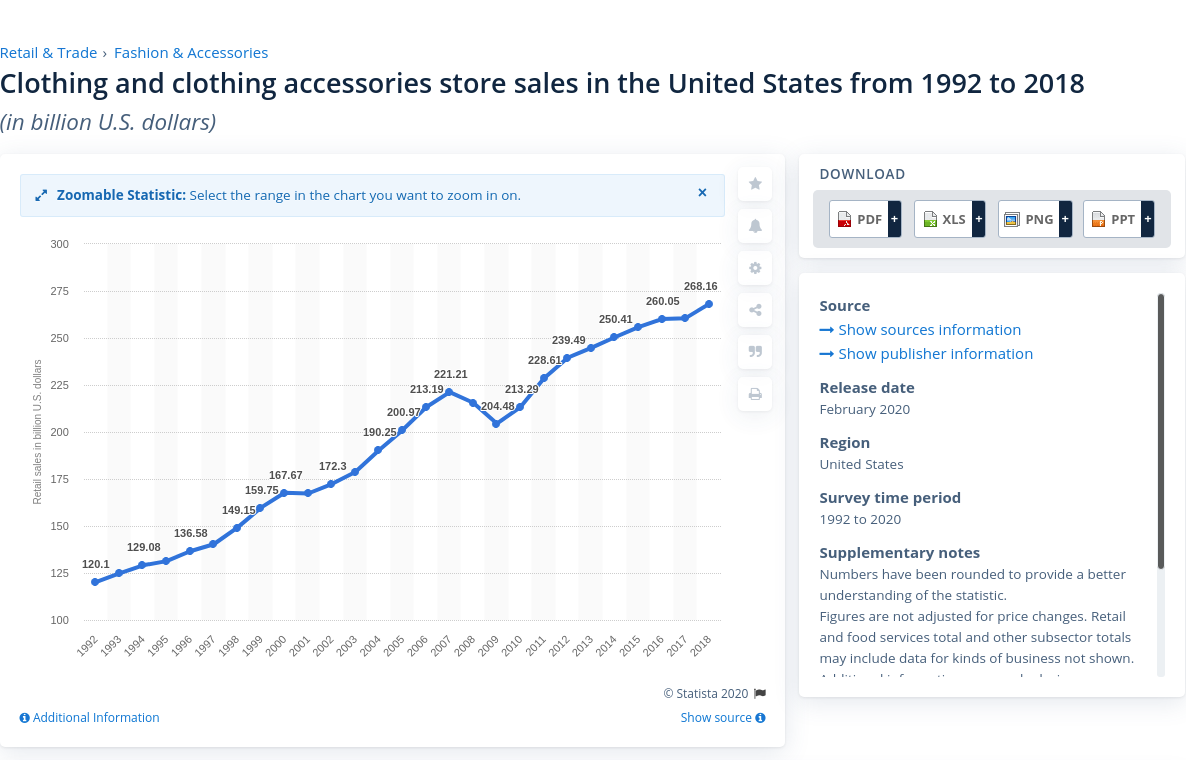 Retail & Trade › Fashion & Accessories
Clothing and clothing accessories store sales in the United States from 1992 to 2018
(in billion U.S. dollars)
Zoomable Statistic: Select the range in the chart you want to zoom in on.
×
300
275
250
225
200
175
150
125
100
Retail sales in billion U.S. dollars
120.1
129.08
136.58
149.15
159.75
167.67
172.3
190.25
200.97
213.19
221.21
204.48
213.29
228.61
239.49
250.41
260.05
268.16
1992
1993
1994
1995
1996
1997
1998
1999
2000
2001
2002
2003
2004
2005
2006
2007
2008
2009
2010
2011
2012
2013
2014
2015
2016
2017
2018
© Statista 2020
Additional Information
Show source
DOWNLOAD
PDF +
XLS +
PNG +
PPT +
Source
Show sources information
Show publisher information
Release date
February 2020
Region
United States
Survey time period
1992 to 2020
Supplementary notes
Numbers have been rounded to provide a better
understanding of the statistic.
Figures are not adjusted for price changes. Retail
and food services total and other subsector totals
may include data for kinds of business not shown.